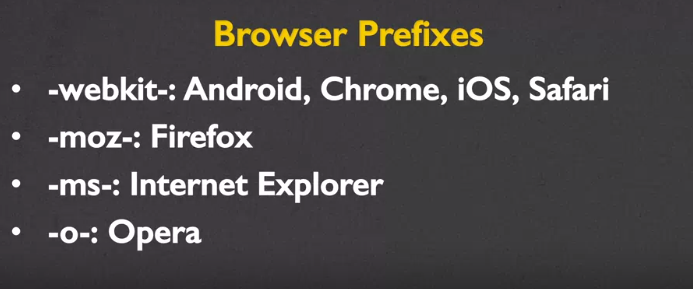 Browser Prefixes
• -webkit-: Android, Chrome, iOS, Safari
• -moz-: Firefox
• -ms-: Internet Explorer
• -o-: Opera